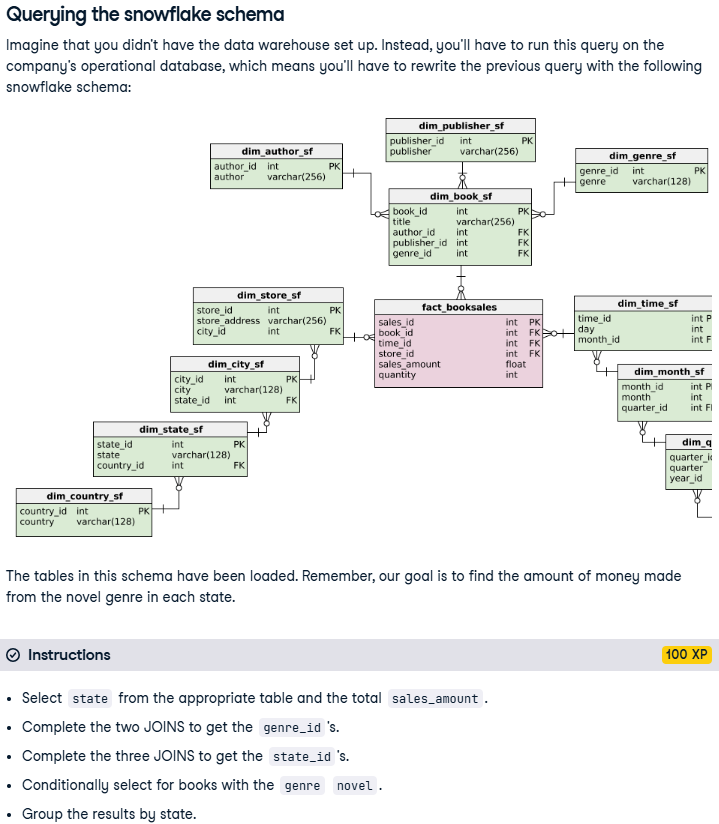 Querying the snowflake schema
Imagine that you didn't have the data warehouse set up. Instead, you'll have to run this query on the
company's operational database, which means you'll have to rewrite the previous query with the following
snowflake schema:
dim_publisher_sf
publisher_id int PK
publisher varchar(256)
dim_author_sf
author_id int PK
author varchar(256)
dim_genre_sf
genre_id int PK
genre varchar(128)
dim_book_sf
book_id int PK
title varchar(256)
author_id int FK
publisher_id int FK
genre_id int FK
dim_store_sf
store_id int PK
store_address varchar(256)
city_id int FK
fact_booksales
sales_id int PK
book_id int FK
time_id int FK
store_id int FK
sales_amount float
quantity int
dim_time_sf
time_id int P
day int
month_id int F
dim_city_sf
city_id int PK
city varchar(128)
state_id int FK
dim_month_sf
month_id int P
month int
quarter_id int F
dim_state_sf
state_id int PK
state varchar(128)
country_id int FK
dim_q
quarter_i
quarter
year_id
dim_country_sf
country_id int PK
country varchar(128)
The tables in this schema have been loaded. Remember, our goal is to find the amount of money made
from the novel genre in each state.
Instructions 100 XP
• Select state from the appropriate table and the total sales_amount .
• Complete the two JOINS to get the genre_id 's.
• Complete the three JOINS to get the state_id 's.
• Conditionally select for books with the genre novel .
• Group the results by state.